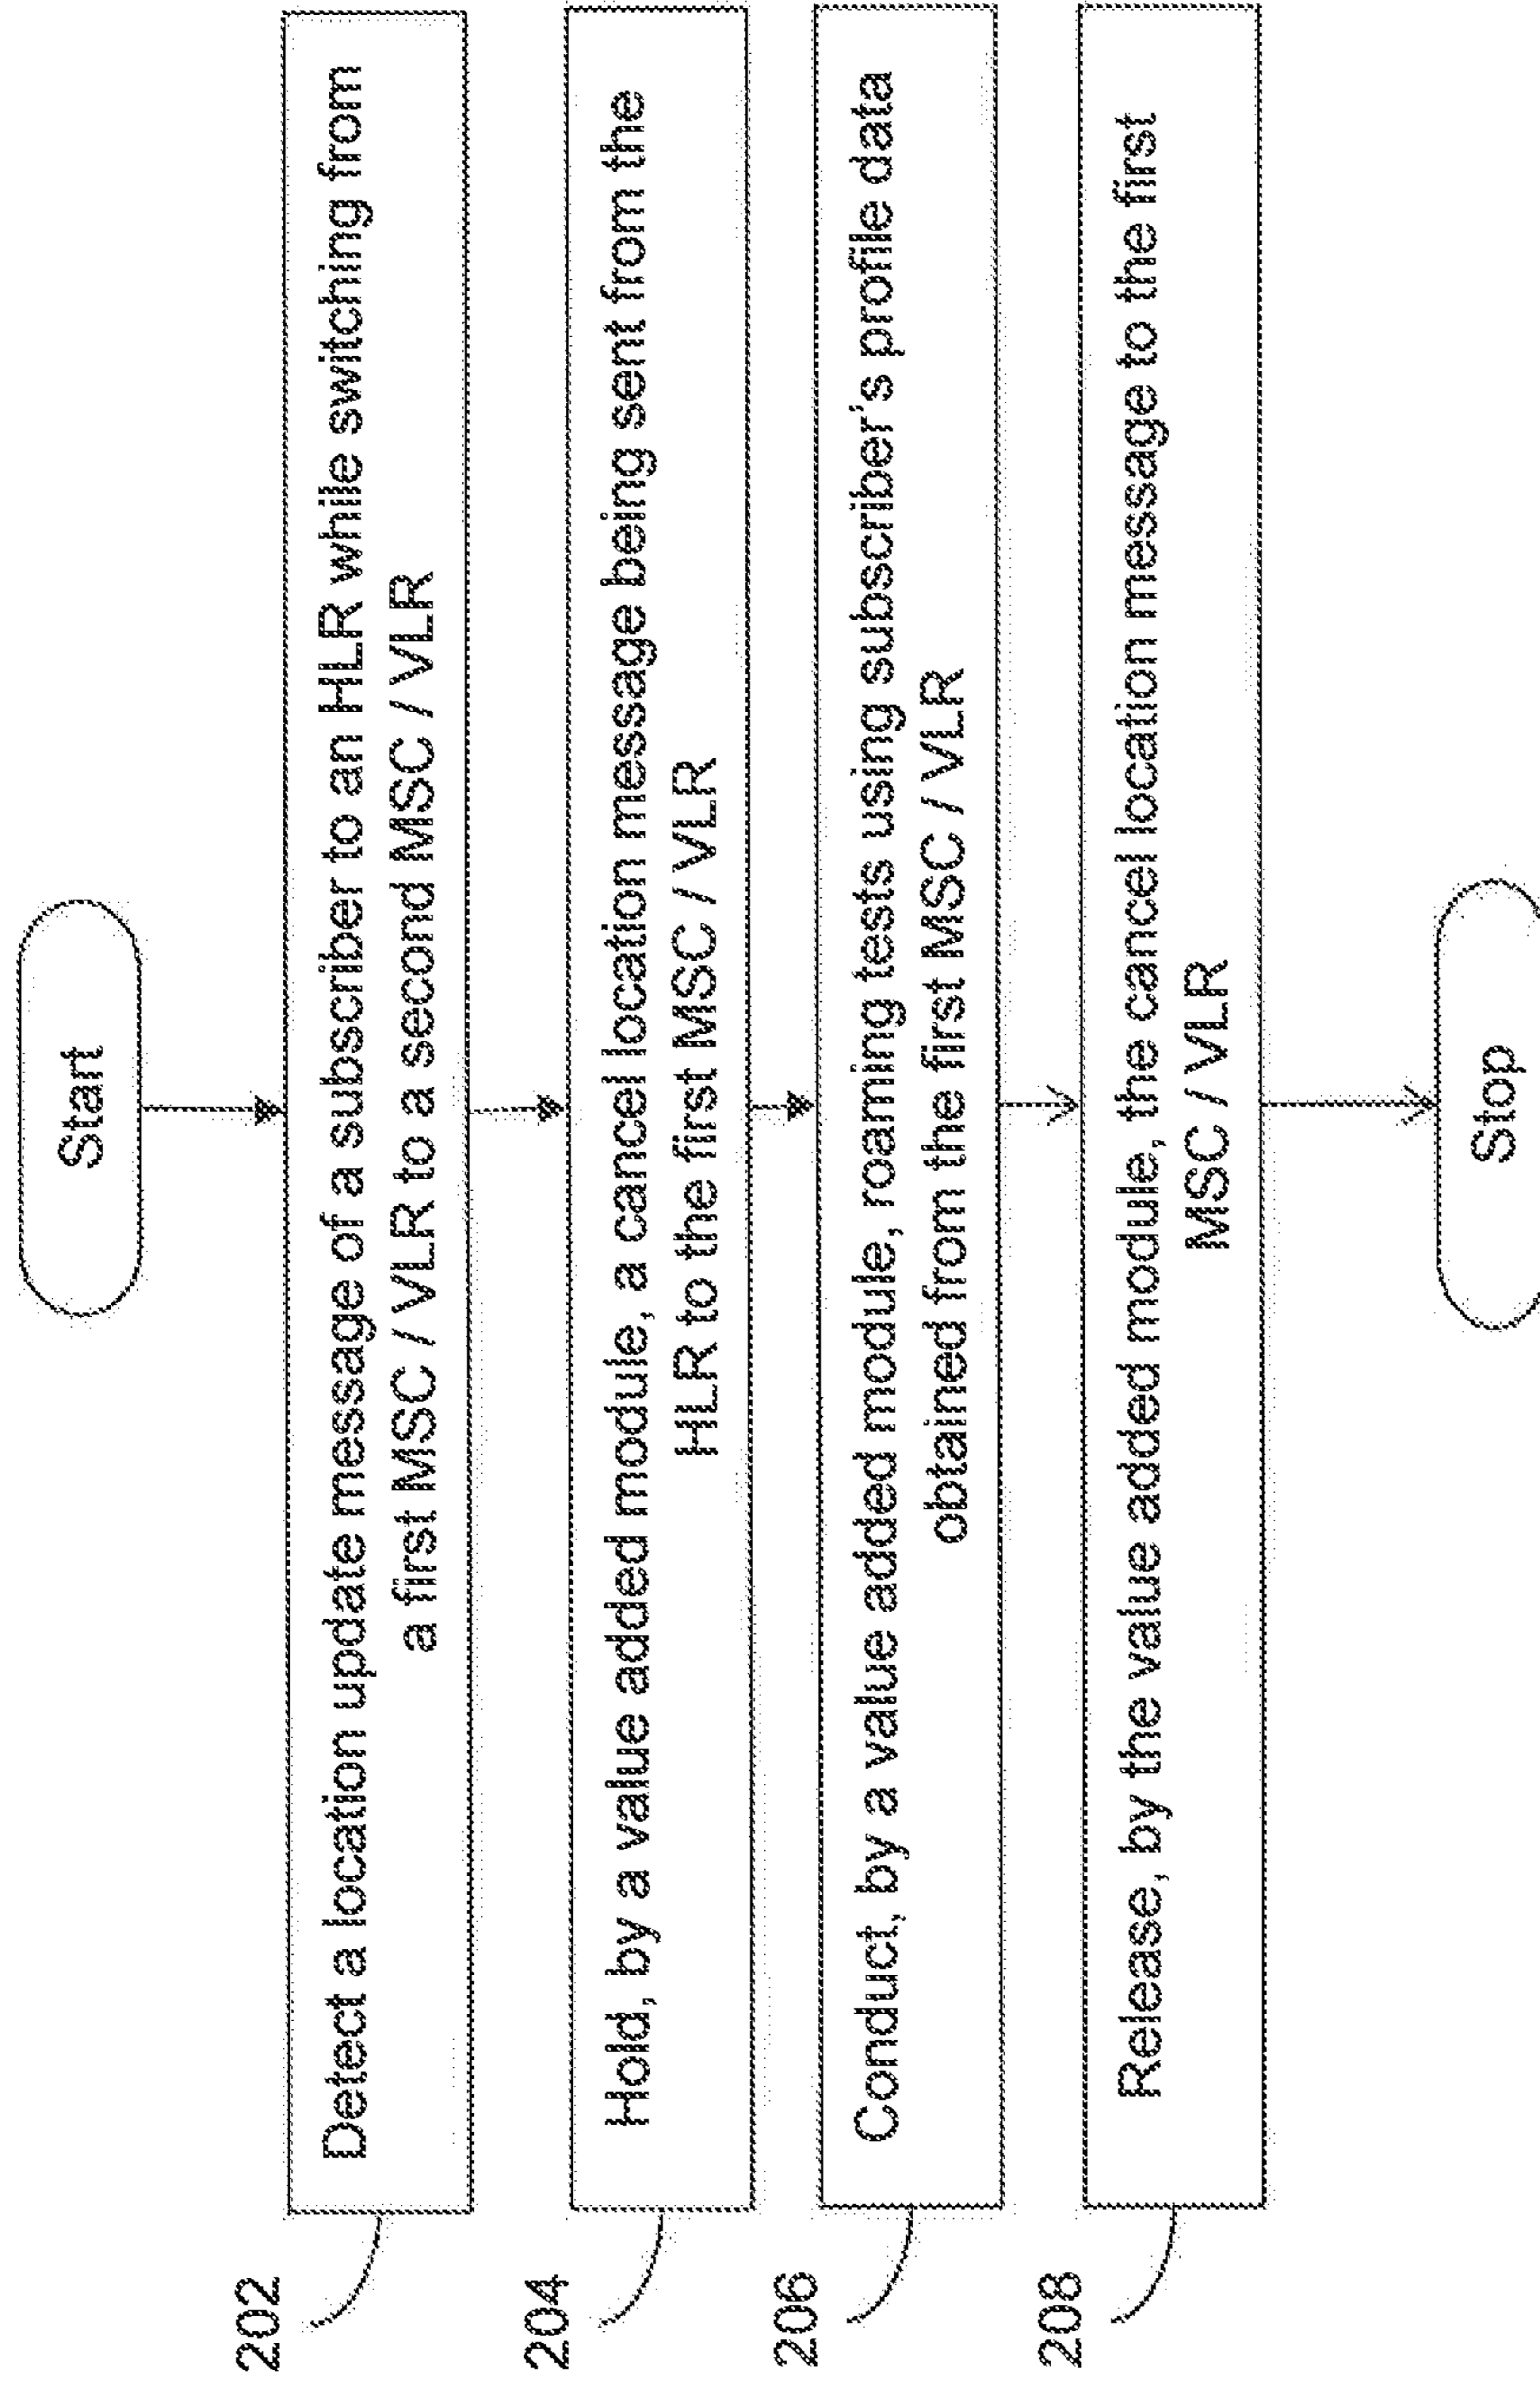 Start
202
Detect a location update message of a subscriber to an HLR while switching from
a first MSC / VLR to a second MSC / VLR
204
Hold, by a value added module, a cancel location message being sent from the
HLR to the first MSC / VLR
206
Conduct, by a value added module, roaming tests using subscriber's profile data
obtained from the first MSC / VLR
208
Release, by the value added module, the cancel location message to the first
MSC / VLR
Stop